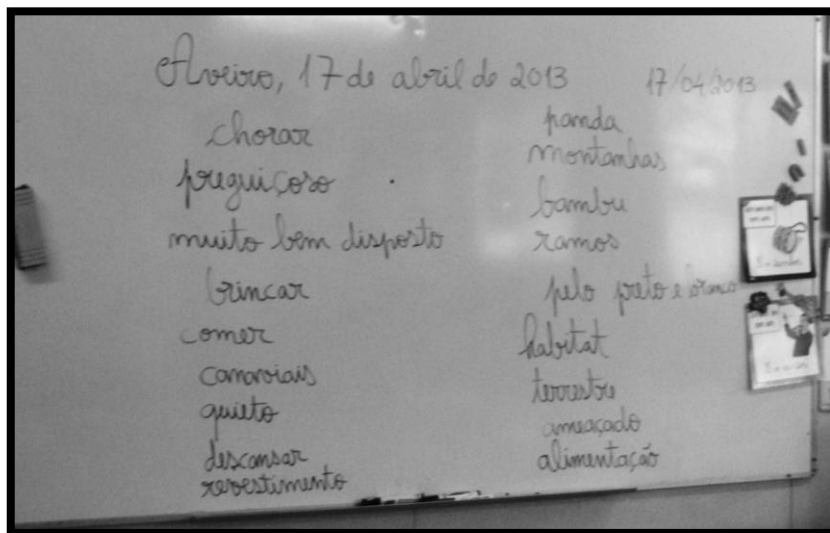 Aveiro, 17 de abril de 2013 17/04/2013
chorar
preguiçoso
muito bem disposto
brincar
comer
canaviais
quieto
descansar
revestimento
panda
montanhas
bambu
ramos
pelo preto e branco
habitat
terrestre
ameaçado
alimentação